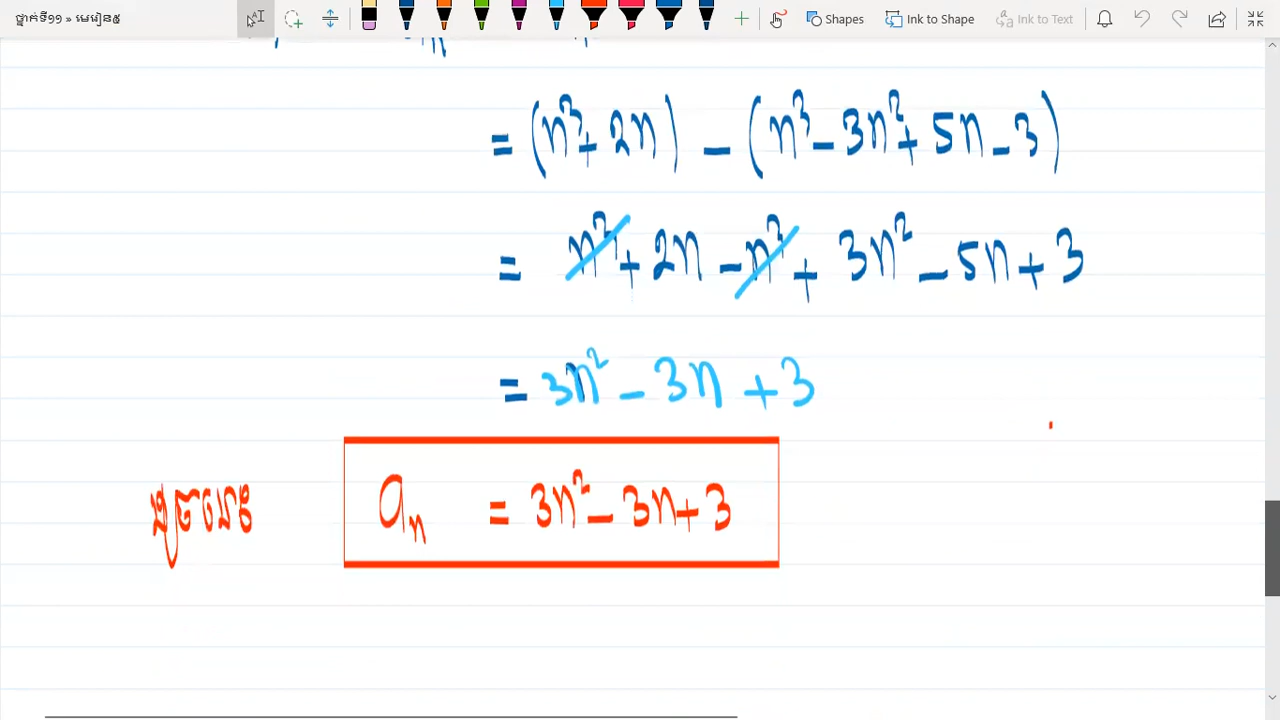 ថ្នាក់ទី១១ » មេរៀន៥
Shapes Ink to Shape Ink to Text
= (n³ + 2n) − (n³ − 3n² + 5n − 3)
= n³ + 2n − n³ + 3n² − 5n + 3
= 3n² − 3n + 3
ដូចនេះ aₙ = 3n² − 3n + 3